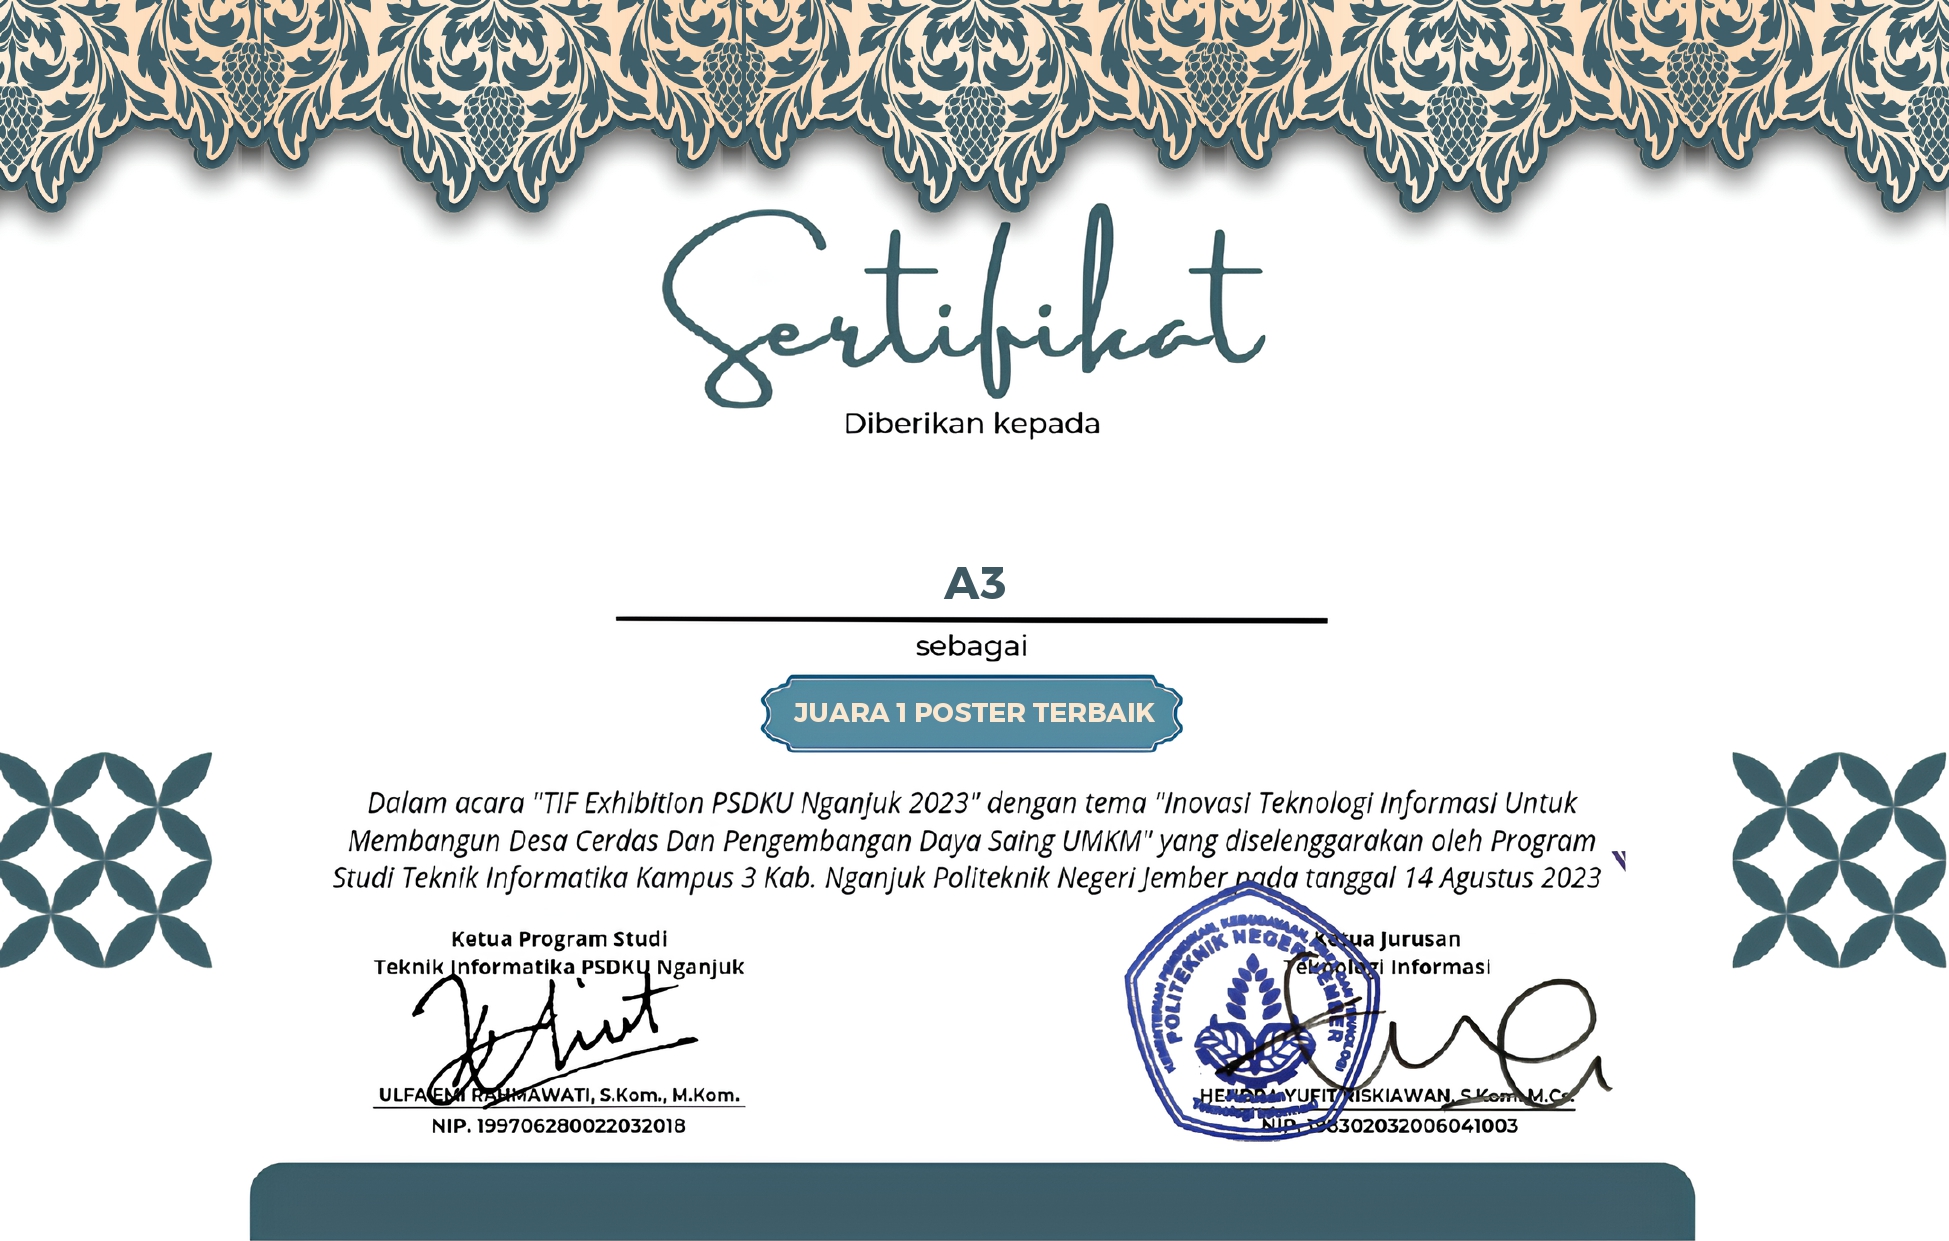 Sertifikat
Diberikan kepada
A3
sebagai
JUARA 1 POSTER TERBAIK
Dalam acara "TIF Exhibition PSDKU Nganjuk 2023" dengan tema "Inovasi Teknologi Informasi Untuk
Membangun Desa Cerdas Dan Pengembangan Daya Saing UMKM" yang diselenggarakan oleh Program
Studi Teknik Informatika Kampus 3 Kab. Nganjuk Politeknik Negeri Jember pada tanggal 14 Agustus 2023
Ketua Program Studi
Teknik Informatika PSDKU Nganjuk
ULFA EMI RAHMAWATI, S.Kom., M.Kom.
NIP. 199706280022032018
Ketua Jurusan
Teknologi Informasi
POLITEKNIK NEGERI JEMBER
Jurusan
Teknologi Informasi
HENDRA YUFIT RISKIAWAN, S.Kom, M.Cs.
NIP. 198302032006041003